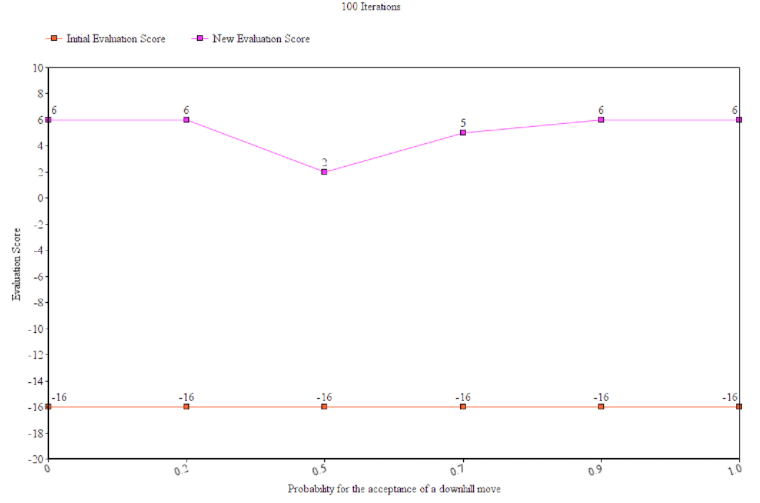 100 Iterations
Initial Evaluation Score New Evaluation Score
10
8
6
4
2
0
-2
-4
-6
-8
-10
-12
-14
-16
-18
-20
Evaluation Score
6 6 2 5 6 6
-16 -16 -16 -16 -16 -16
0 0.2 0.5 0.7 0.9 1.0
Probability for the acceptance of a downhill move